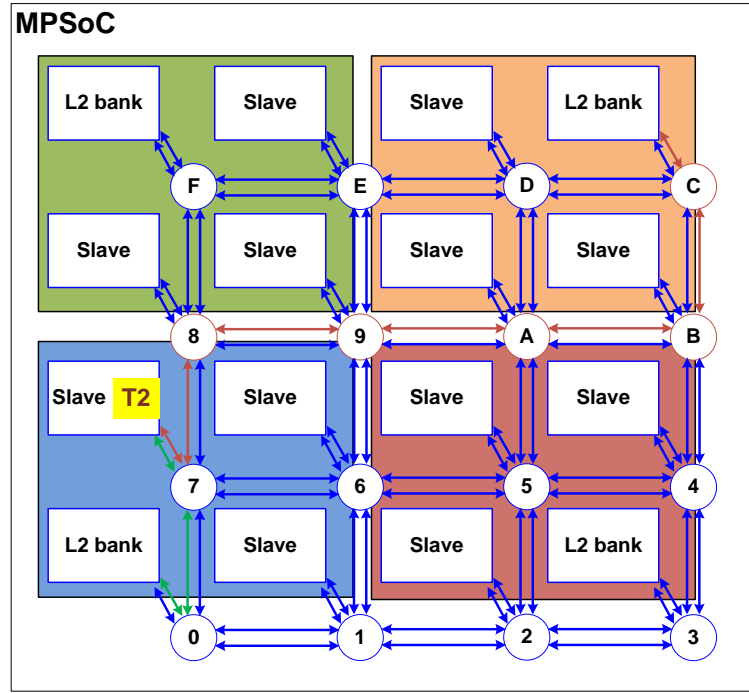 MPSoC
L2 bank
Slave
Slave
L2 bank
F
E
D
C
Slave
Slave
Slave
Slave
8
9
A
B
Slave T2
Slave
Slave
Slave
7
6
5
4
L2 bank
Slave
Slave
L2 bank
0
1
2
3